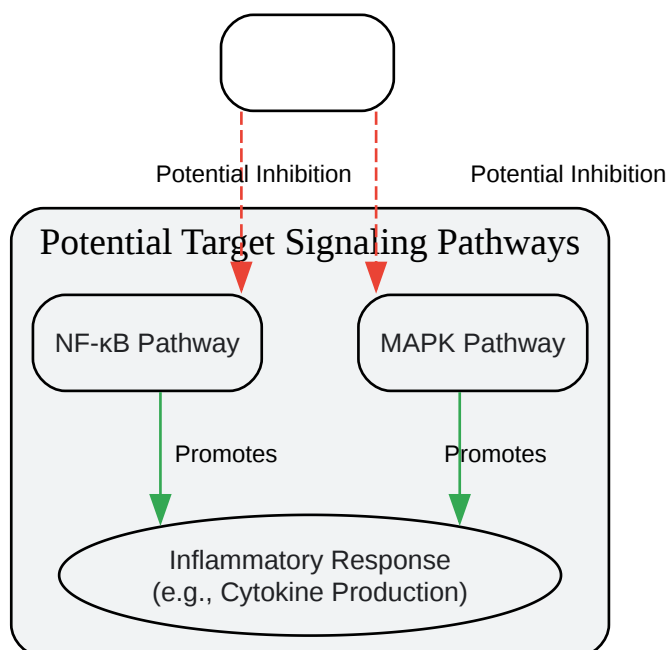 Potential Inhibition
Potential Inhibition
Potential Target Signaling Pathways
NF-κB Pathway
MAPK Pathway
Promotes
Promotes
Inflammatory Response
(e.g., Cytokine Production)